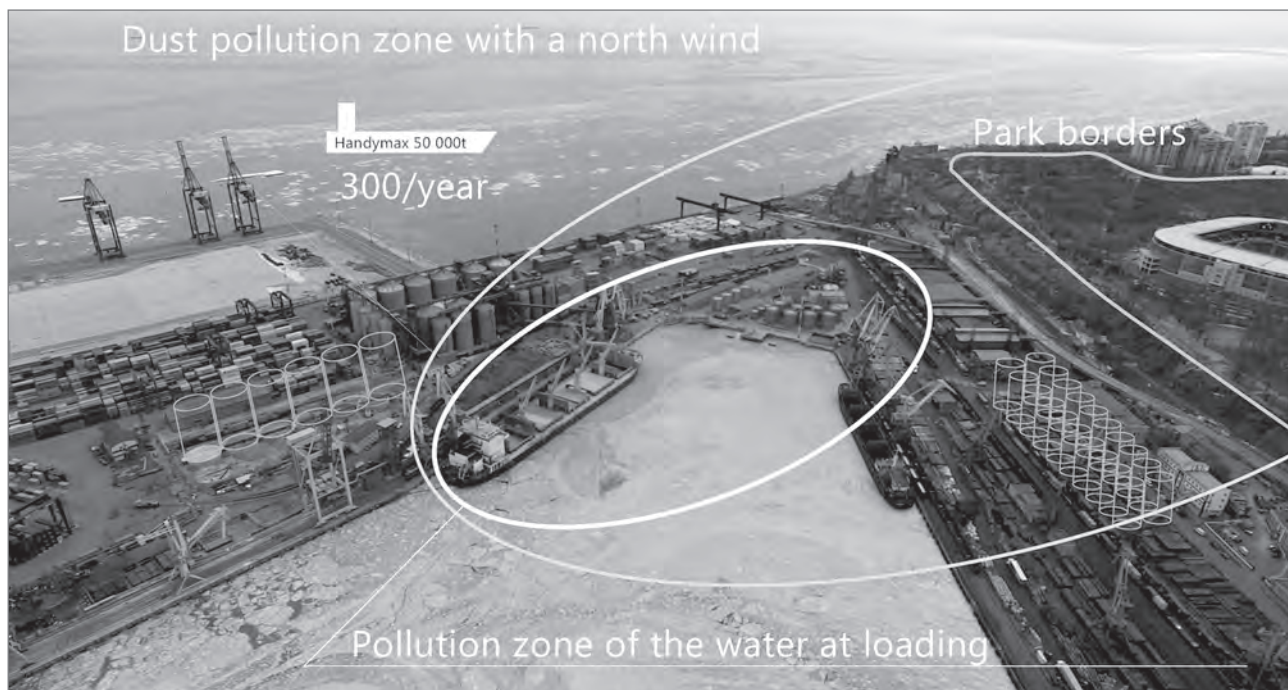 Dust pollution zone with a north wind
Handymax 50 000t
300/year
Park borders
Pollution zone of the water at loading